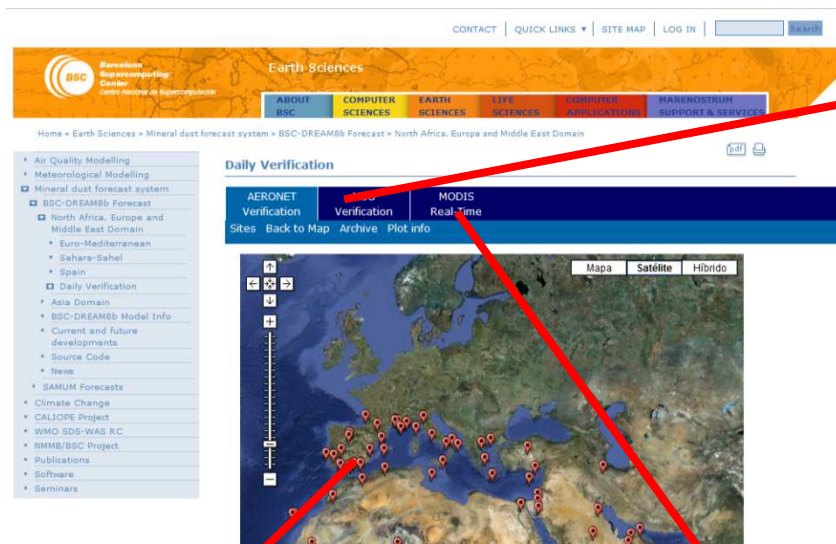 CONTACT | QUICK LINKS ▾ | SITE MAP | LOG IN | Search
BSC
Barcelona
Supercomputing
Center
Centro Nacional de Supercomputación
Earth Sciences
ABOUT BSC
COMPUTER SCIENCES
EARTH SCIENCES
LIFE SCIENCES
COMPUTER APPLICATIONS
MARENOSTRUM SUPPORT & SERVICES
Home » Earth Sciences » Mineral dust forecast system » BSC-DREAM8b Forecast » North Africa, Europe and Middle East Domain
pdf
Air Quality Modelling
Meteorological Modelling
Mineral dust forecast system
BSC-DREAM8b Forecast
North Africa, Europe and
Middle East Domain
Euro-Mediterranean
Sahara-Sahel
Spain
Daily Verification
Asia Domain
BSC-DREAM8b Model Info
Current and future
developments
Source Code
News
SAMUM Forecasts
Climate Change
CALIOPE Project
WMO SDS-WAS RC
NMMB/BSC Project
Publications
Software
Seminars
Daily Verification
AERONET
Verification
Verification
MODIS
Real-Time
Sites Back to Map Archive Plot info
Mapa Satélite Híbrido